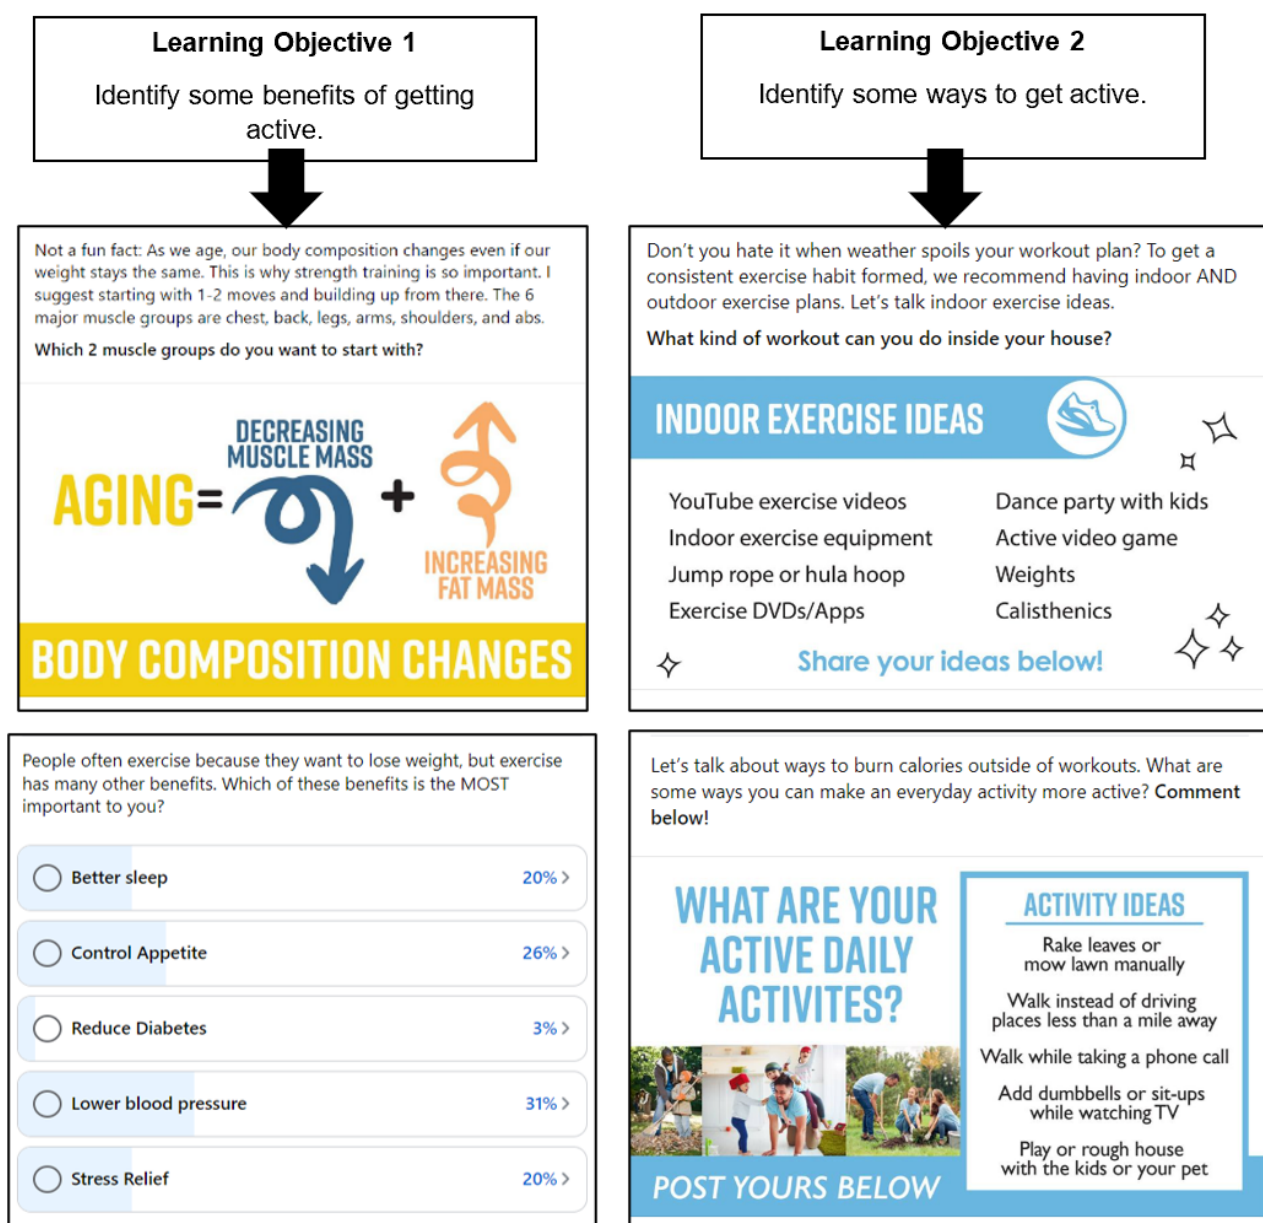 Learning Objective 1
Identify some benefits of getting
active.
Not a fun fact: As we age, our body composition changes even if our
weight stays the same. This is why strength training is so important. I
suggest starting with 1-2 moves and building up from there. The 6
major muscle groups are chest, back, legs, arms, shoulders, and abs.
Which 2 muscle groups do you want to start with?
AGING=
DECREASING
MUSCLE MASS
+
INCREASING
FAT MASS
BODY COMPOSITION CHANGES
People often exercise because they want to lose weight, but exercise
has many other benefits. Which of these benefits is the MOST
important to you?
Better sleep 20% >
Control Appetite 26% >
Reduce Diabetes 3% >
Lower blood pressure 31% >
Stress Relief 20% >
Learning Objective 2
Identify some ways to get active.
Don't you hate it when weather spoils your workout plan? To get a
consistent exercise habit formed, we recommend having indoor AND
outdoor exercise plans. Let's talk indoor exercise ideas.
What kind of workout can you do inside your house?
INDOOR EXERCISE IDEAS
YouTube exercise videos
Indoor exercise equipment
Jump rope or hula hoop
Exercise DVDs/Apps
Dance party with kids
Active video game
Weights
Calisthenics
Share your ideas below!
Let's talk about ways to burn calories outside of workouts. What are
some ways you can make an everyday activity more active? Comment
below!
WHAT ARE YOUR
ACTIVE DAILY
ACTIVITES?
POST YOURS BELOW
ACTIVITY IDEAS
Rake leaves or
mow lawn manually
Walk instead of driving
places less than a mile away
Walk while taking a phone call
Add dumbbells or sit-ups
while watching TV
Play or rough house
with the kids or your pet